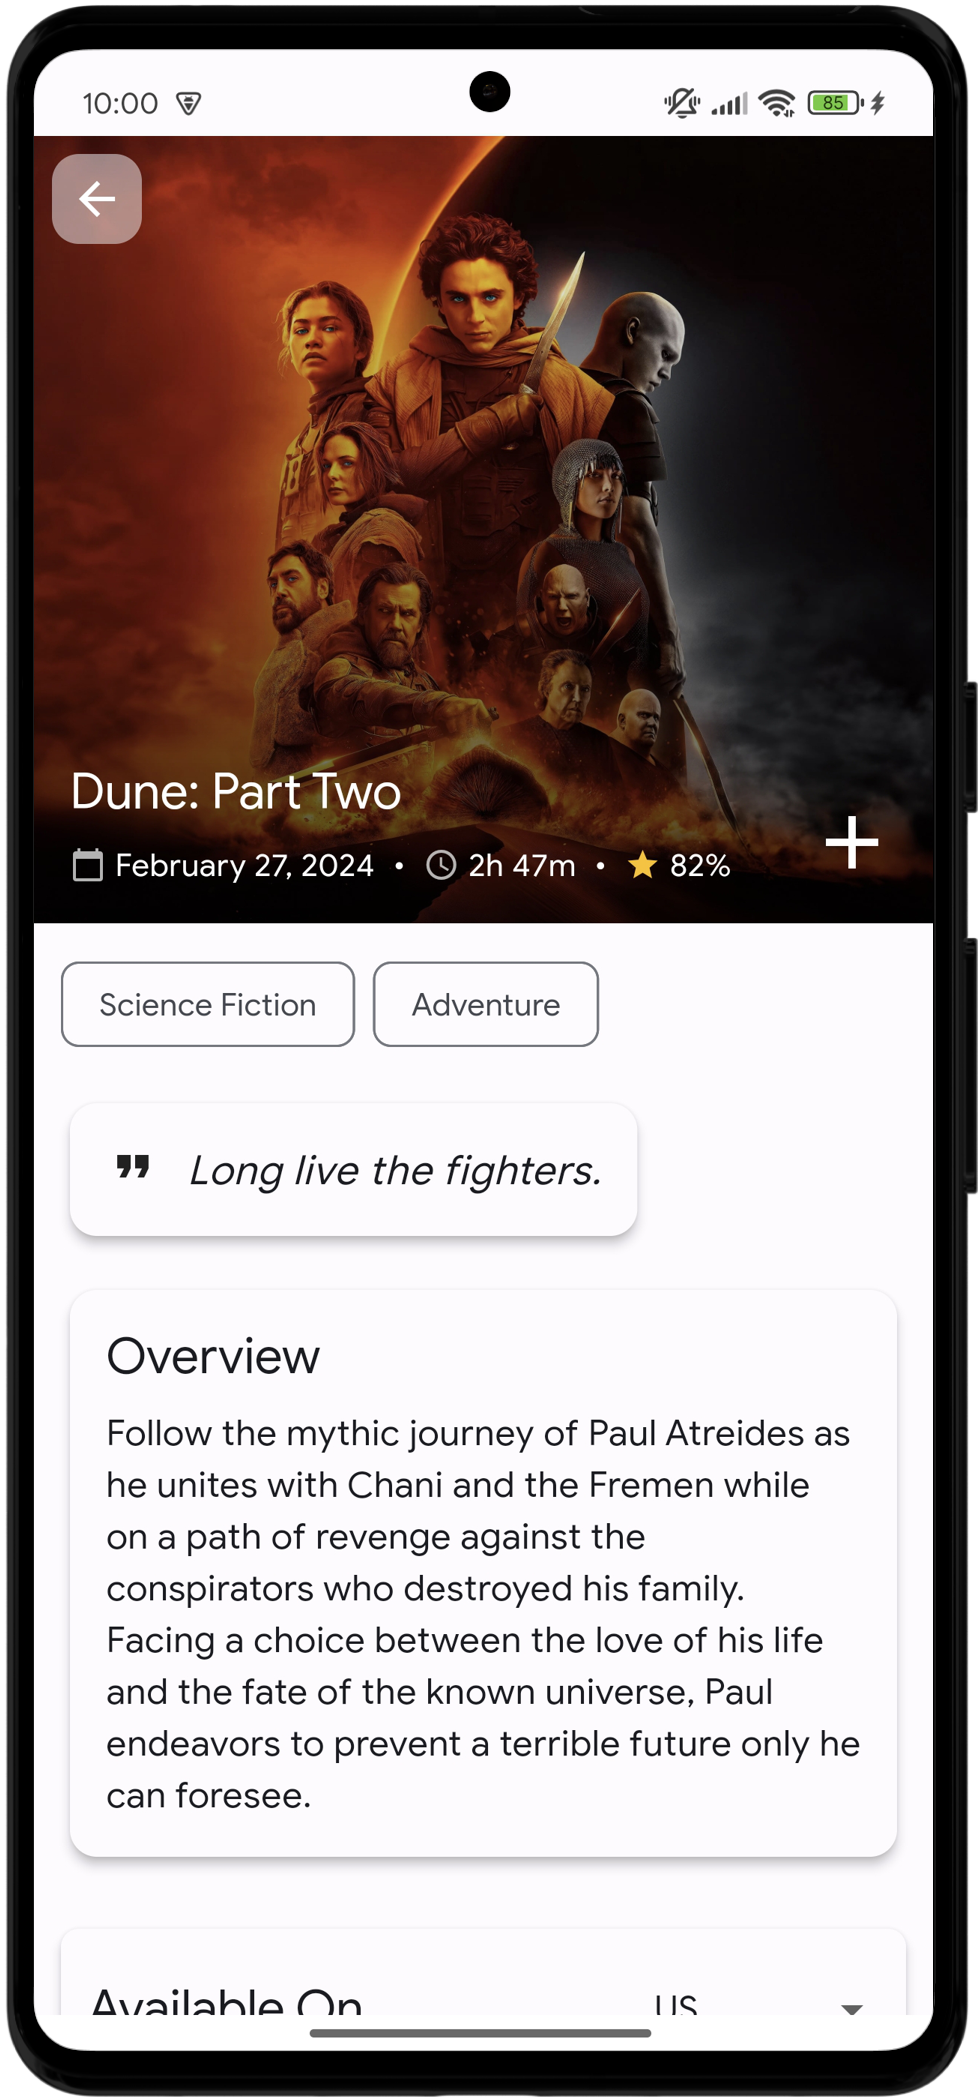 10:00
85
Dune: Part Two
February 27, 2024 • 2h 47m • 82%
Science Fiction
Adventure
" Long live the fighters.
Overview
Follow the mythic journey of Paul Atreides as
he unites with Chani and the Fremen while
on a path of revenge against the
conspirators who destroyed his family.
Facing a choice between the love of his life
and the fate of the known universe, Paul
endeavors to prevent a terrible future only he
can foresee.
Available On US